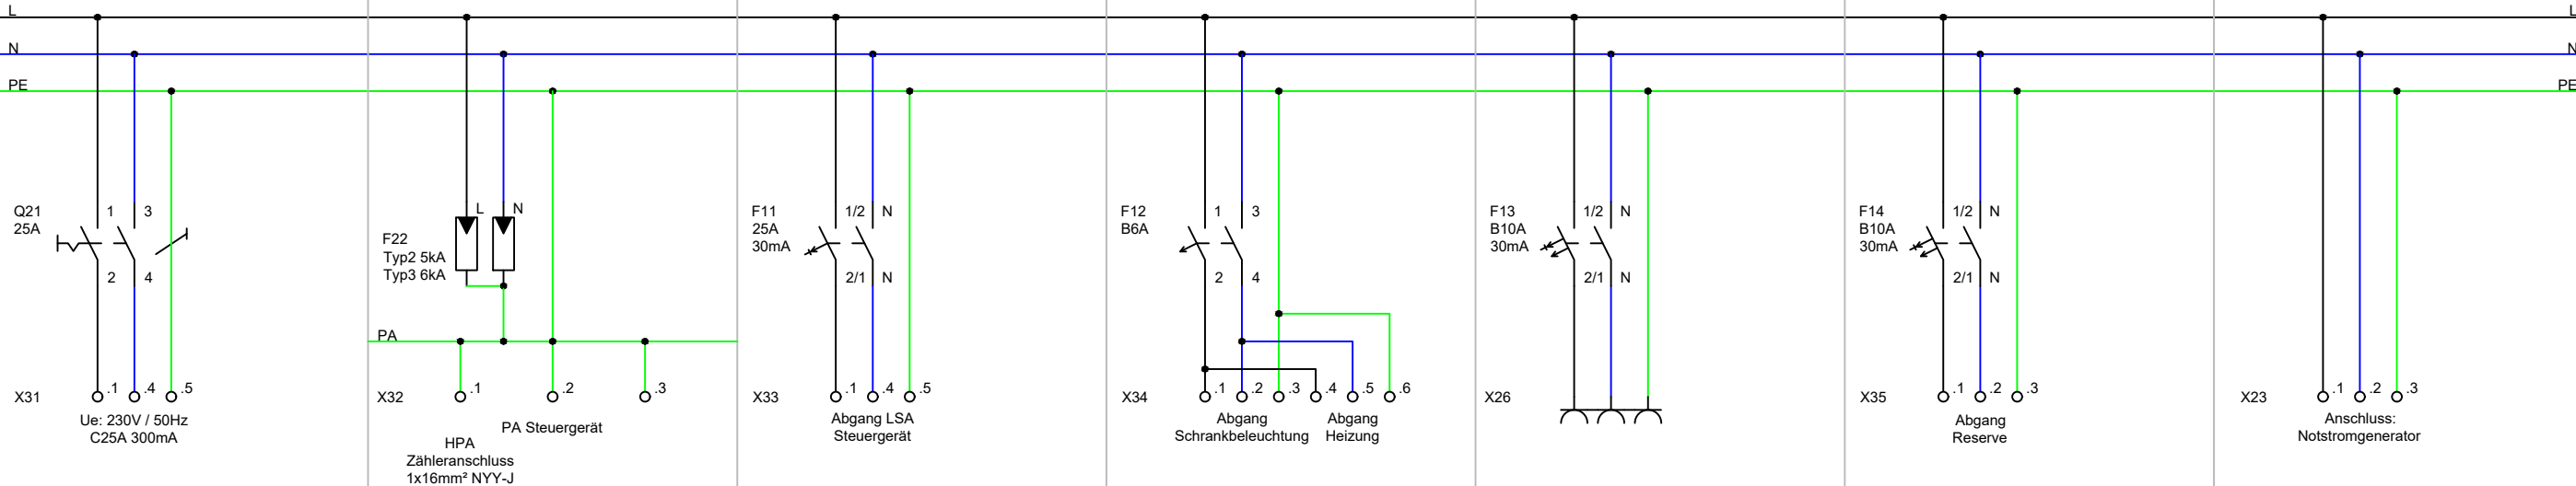 L
L
N
N
PE
PE
Q21
25A
1
3
2
4
X31
.1
.4
.5
Ue: 230V / 50Hz
C25A 300mA
L
N
F22
Typ2 5kA
Typ3 6kA
PA
X32
.1
.2
.3
PA Steuergerät
HPA
Zähleranschluss
1x16mm² NYY-J
F11
25A
30mA
1/2
N
2/1
N
X33
.1
.4
.5
Abgang LSA
Steuergerät
F12
B6A
1
3
2
4
X34
.1
.2
.3
.4
.5
.6
Abgang
Schrankbeleuchtung
Abgang
Heizung
F13
B10A
30mA
1/2
N
2/1
N
X26
F14
B10A
30mA
1/2
N
2/1
N
X35
.1
.2
.3
Abgang
Reserve
X23
.1
.2
.3
Anschluss:
Notstromgenerator